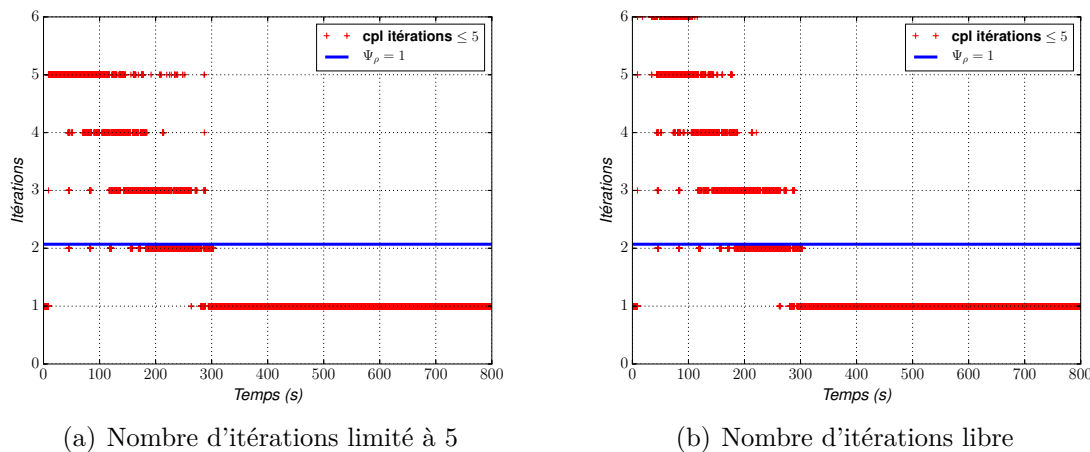 6
5
4
3
2
1
0
Itérations
0 100 200 300 400 500 600 700 800
Temps (s)
cpl itérations ≤ 5
Ψρ = 1
(a) Nombre d'itérations limité à 5
6
5
4
3
2
1
0
Itérations
0 100 200 300 400 500 600 700 800
Temps (s)
cpl itérations ≤ 5
Ψρ = 1
(b) Nombre d'itérations libre